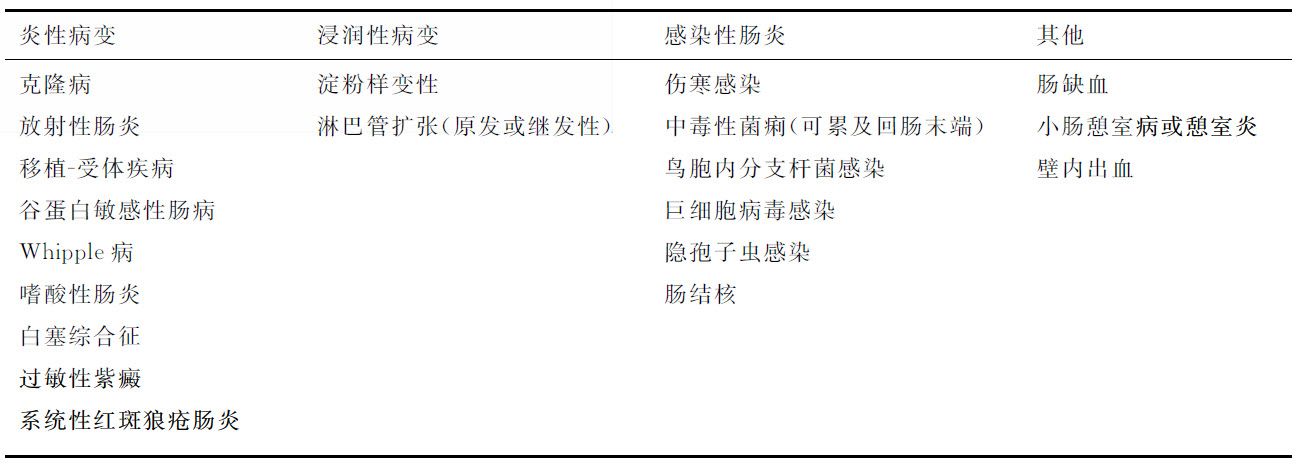 炎性病变 浸润性病变 感染性肠炎 其他
克隆病 淀粉样变性 伤寒感染 肠缺血
放射性肠炎 淋巴管扩张(原发或继发性) 中毒性菌痢(可累及回肠末端) 小肠憩室病或憩室炎
移植-受体疾病 鸟胞内分支杆菌感染 壁内出血
谷蛋白敏感性肠病 巨细胞病毒感染
Whipple 病 隐孢子虫感染
嗜酸性肠炎 肠结核
白塞综合征
过敏性紫癜
系统性红斑狼疮肠炎